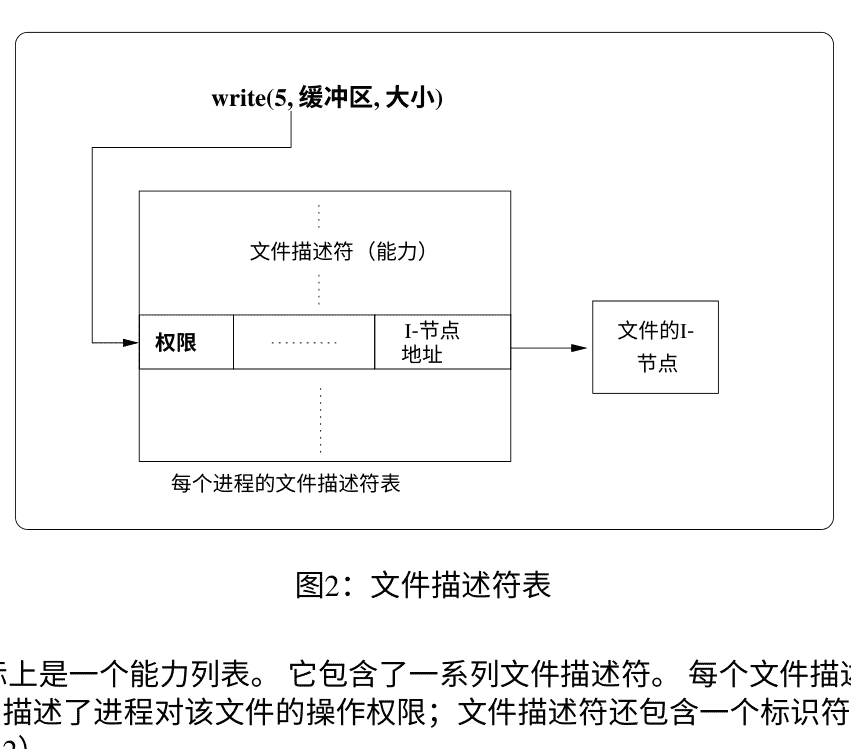 write(5, 缓冲区, 大小)
文件描述符（能力）
权限
I-节点
地址
文件的I-
节点
每个进程的文件描述符表
图2：文件描述符表
上是一个能力列表。 它包含了一系列文件描述符。 每个文件描述
描述了进程对该文件的操作权限；文件描述符还包含一个标识符